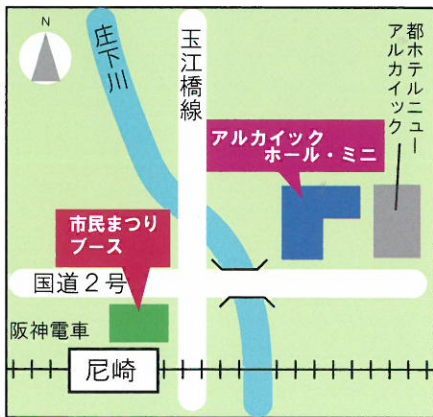 N
庄下川
玉江橋線
都ホテルニュー
アルカイック
アルカイック
ホール・ミニ
市民まつり
ブース
国道2号
阪神電車
尼崎